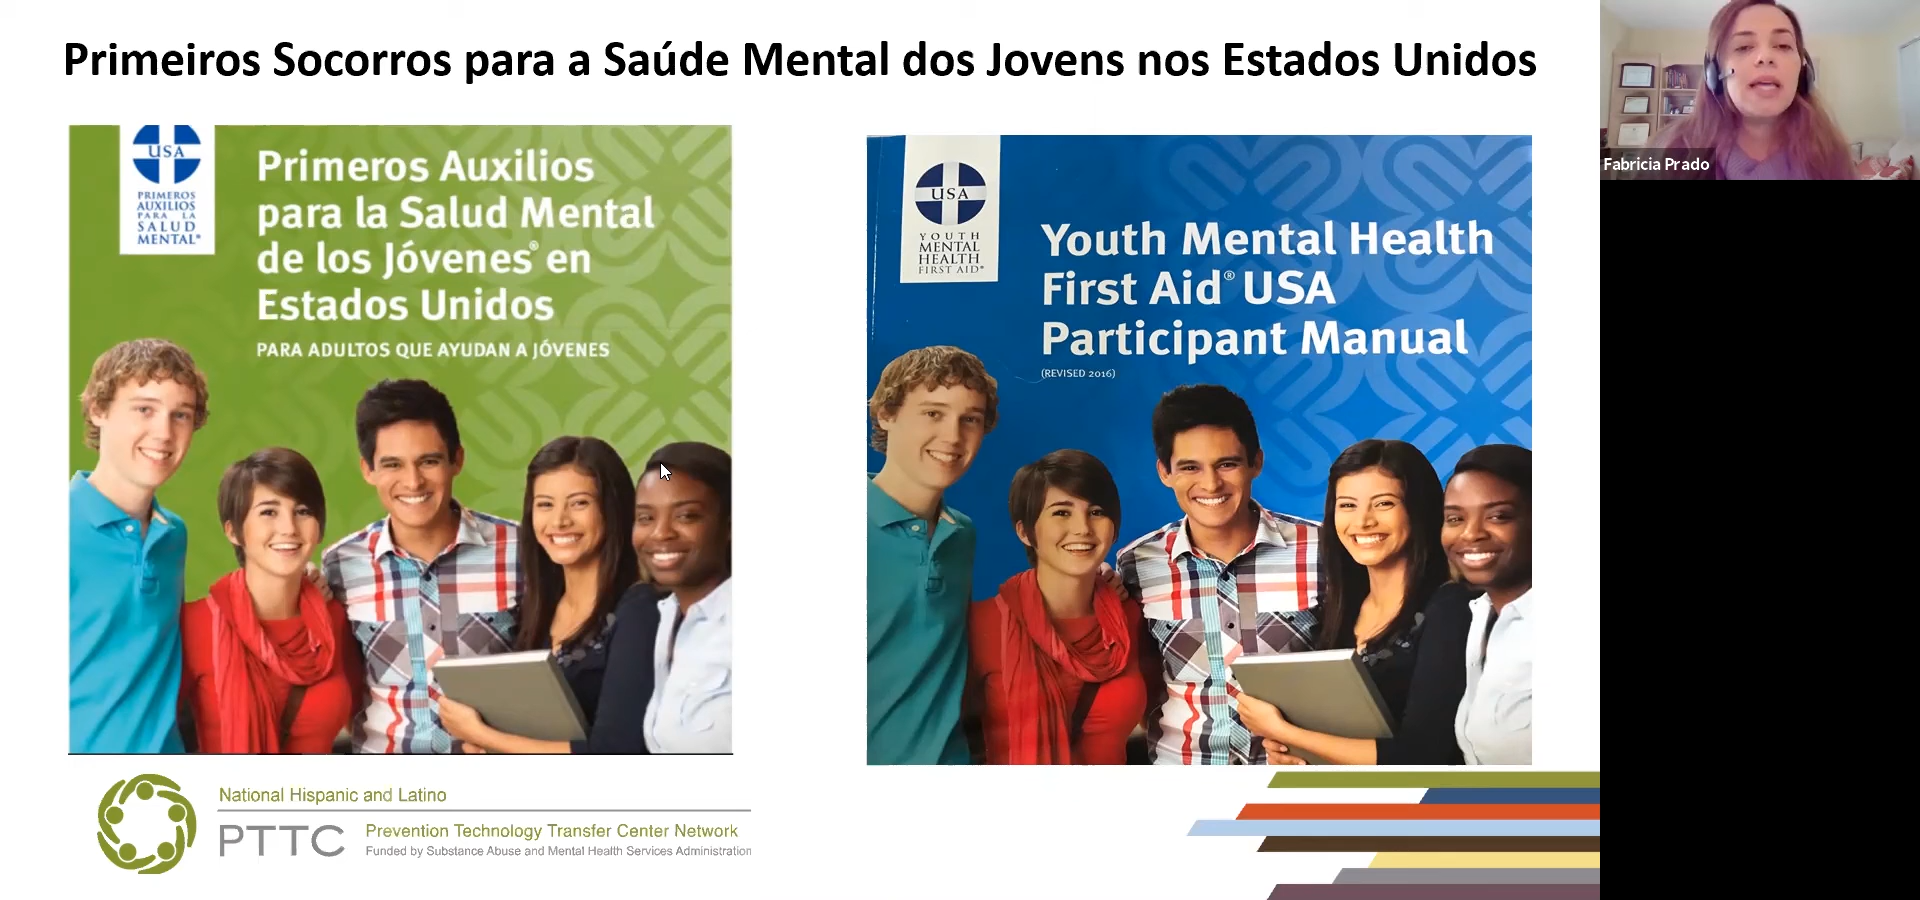 Primeiros Socorros para a Saúde Mental dos Jovens nos Estados Unidos
USA
PRIMEROS
AUXILIOS
PARA LA
SALUD
MENTAL®
Primeros Auxilios
para la Salud Mental
de los Jóvenes® en
Estados Unidos
PARA ADULTOS QUE AYUDAN A JÓVENES
USA
YOUTH
MENTAL
HEALTH
FIRST AID®
Youth Mental Health
First Aid® USA
Participant Manual
(REVISED 2016)
Fabricia Prado
National Hispanic and Latino
PTTC
Prevention Technology Transfer Center Network
Funded by Substance Abuse and Mental Health Services Administration